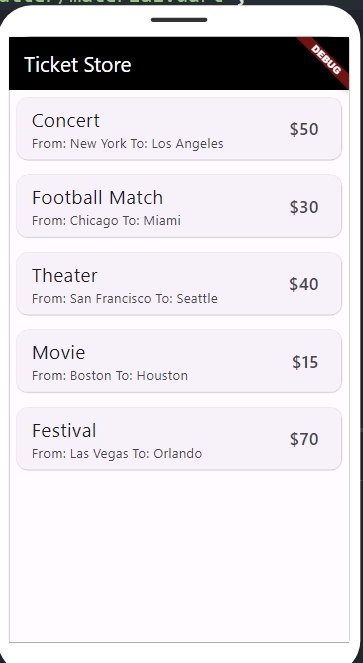 Ticket Store
DEBUG
Concert
From: New York To: Los Angeles
$50
Football Match
From: Chicago To: Miami
$30
Theater
From: San Francisco To: Seattle
$40
Movie
From: Boston To: Houston
$15
Festival
From: Las Vegas To: Orlando
$70